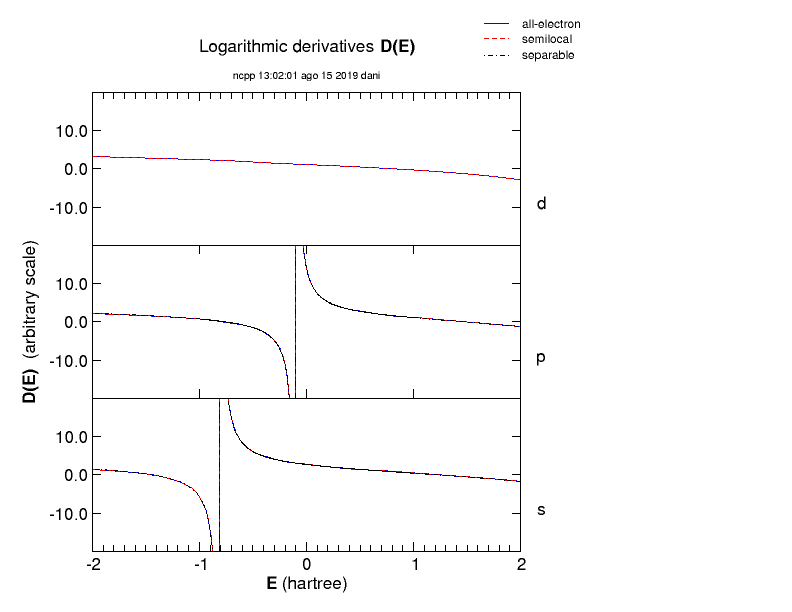 all-electron
semilocal
separable
Logarithmic derivatives D(E)
ncpp 13:02:01 ago 15 2019 dani
10.0
0.0
-10.0
d
10.0
0.0
-10.0
p
10.0
0.0
-10.0
s
D(E) (arbitrary scale)
-2 -1 0 1 2
E (hartree)